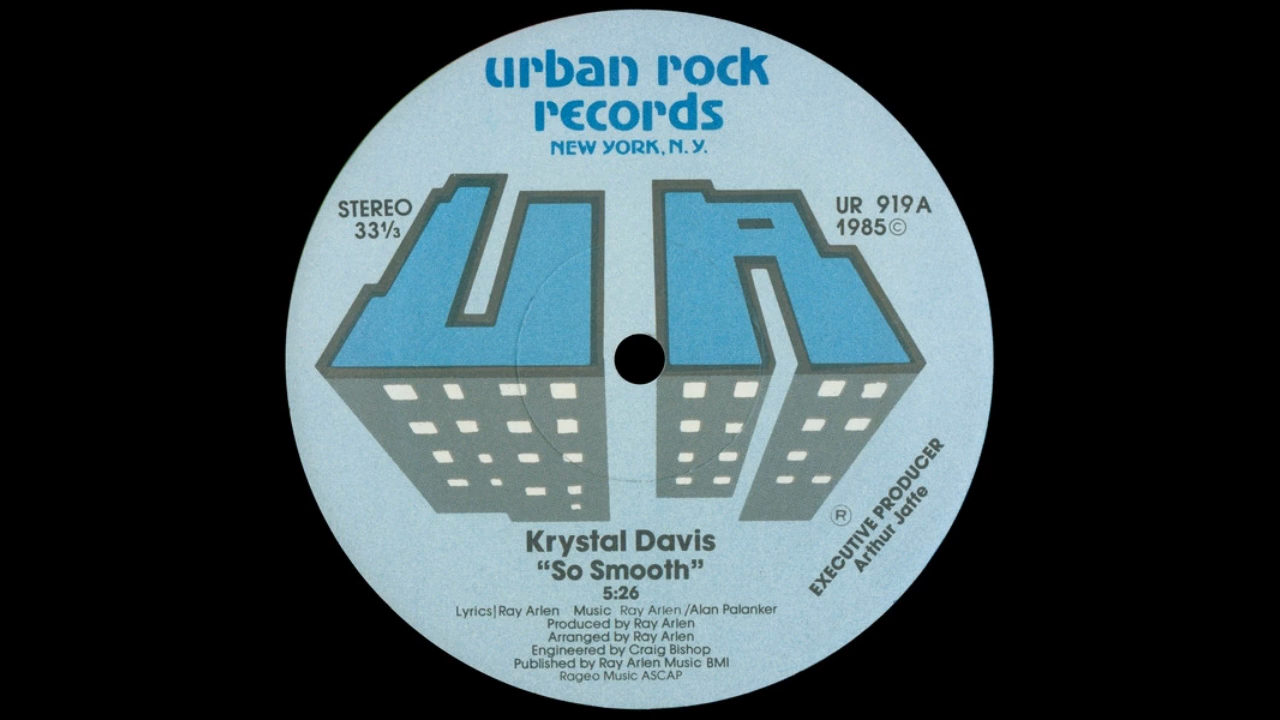 urban rock
records
NEW YORK, N.Y.
STEREO
33⅓
UR 919A
1985©
UR
®
EXECUTIVE PRODUCER
Arthur Jaffe
Krystal Davis
“So Smooth”
5:26
Lyrics|Ray Arlen Music Ray Arlen/Alan Palanker
Produced by Ray Arlen
Arranged by Ray Arlen
Engineered by Craig Bishop
Published by Ray Arlen Music BMI
Rageo Music ASCAP